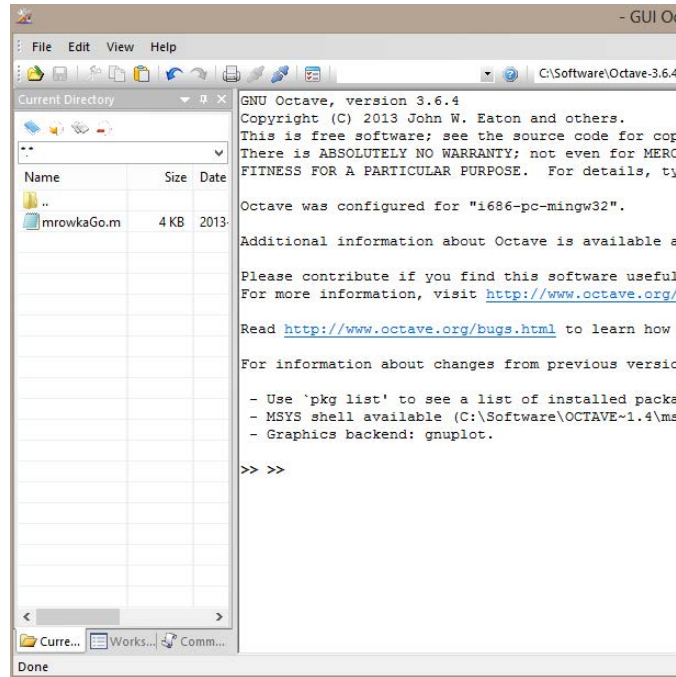 - GUI Oc
File Edit View Help
C:\Software\Octave-3.6.4
Current Directory
*.*
Name Size Date
..
mrowkaGo.m 4 KB 2013-
GNU Octave, version 3.6.4
Copyright (C) 2013 John W. Eaton and others.
This is free software; see the source code for cop
There is ABSOLUTELY NO WARRANTY; not even for MERC
FITNESS FOR A PARTICULAR PURPOSE.  For details, ty
Octave was configured for "i686-pc-mingw32".
Additional information about Octave is available a
Please contribute if you find this software useful
For more information, visit http://www.octave.org/
Read http://www.octave.org/bugs.html to learn how
For information about changes from previous versio
- Use `pkg list' to see a list of installed packa
- MSYS shell available (C:\Software\OCTAVE~1.4\ms
- Graphics backend: gnuplot.
>> >>
Curre... Works... Comm...
Done